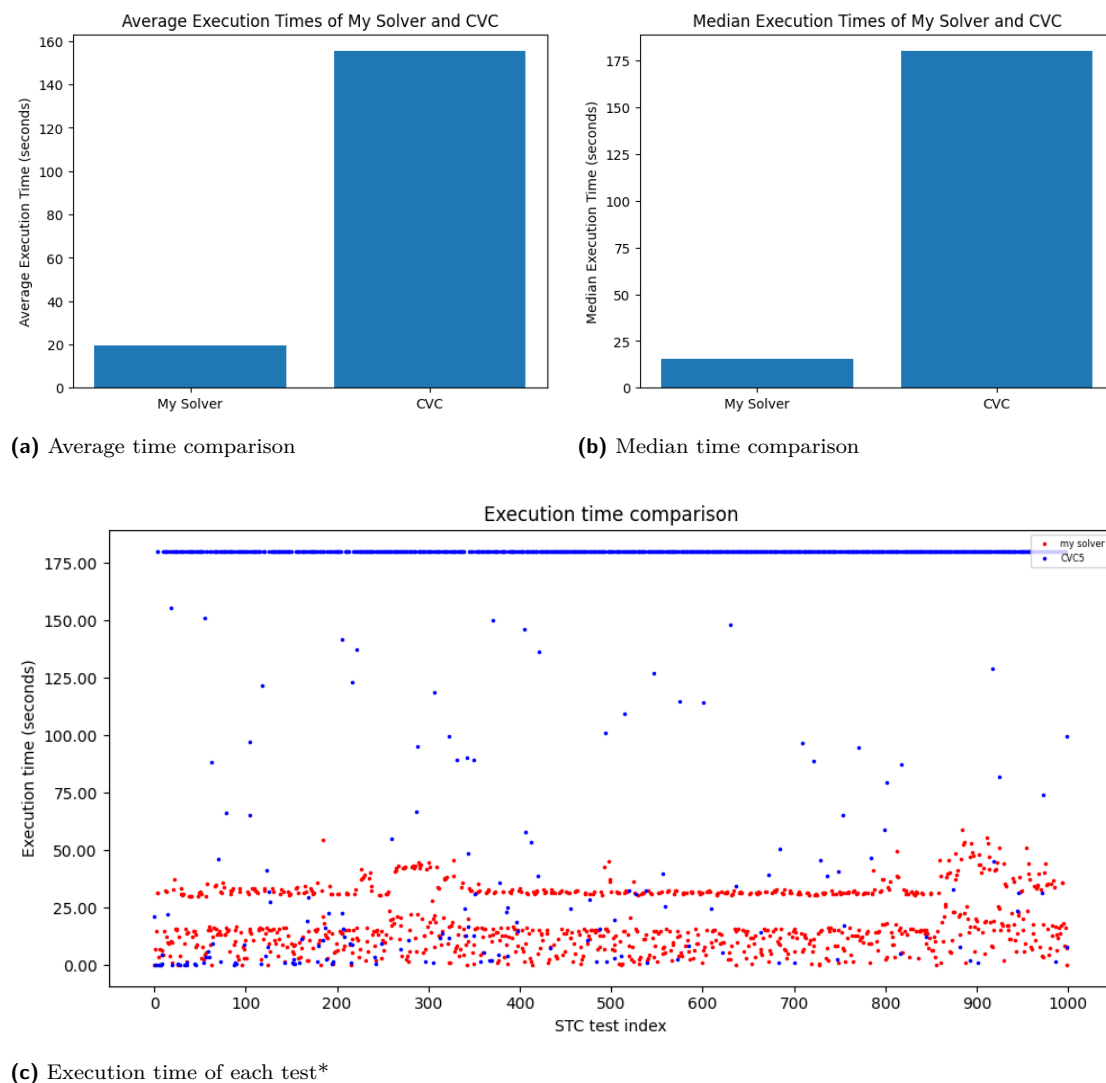 Average Execution Times of My Solver and CVC
160
140
120
100
80
60
40
20
0
Average Execution Time (seconds)
My Solver
CVC
(a) Average time comparison
Median Execution Times of My Solver and CVC
175
150
125
100
75
50
25
0
Median Execution Time (seconds)
My Solver
CVC
(b) Median time comparison
Execution time comparison
my solver
CVC5
175.00
150.00
125.00
100.00
75.00
50.00
25.00
0.00
Execution time (seconds)
0 100 200 300 400 500 600 700 800 900 1000
STC test index
(c) Execution time of each test*